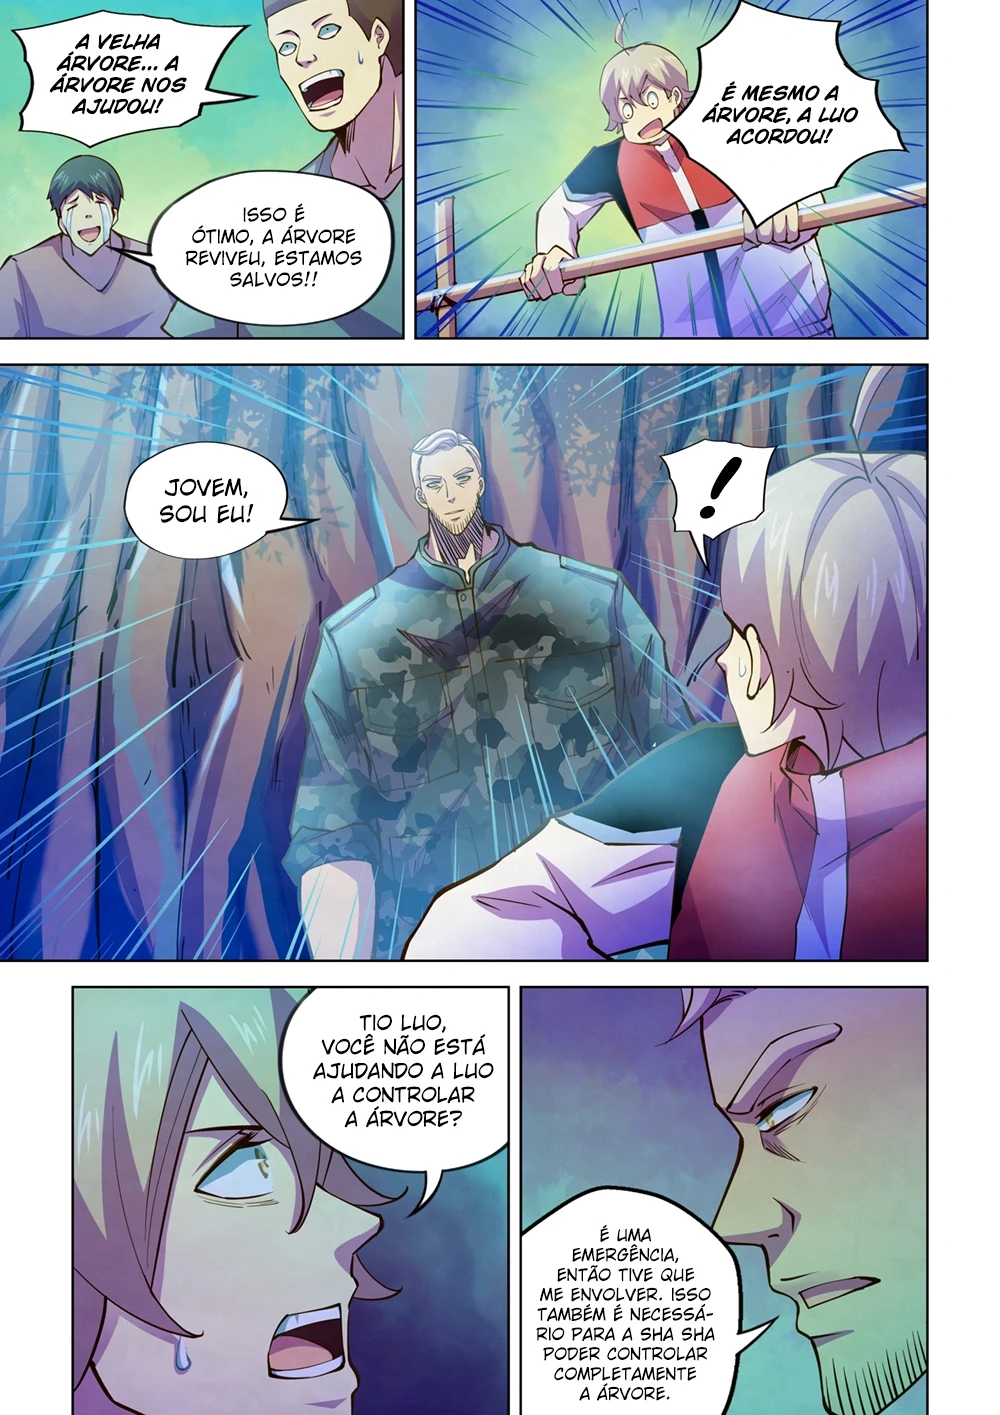 A VELHA
ÁRVORE... A
ÁRVORE NOS
AJUDOU!
ISSO É
ÓTIMO, A ÁRVORE
REVIVEU, ESTAMOS
SALVOS!!
É MESMO A
ÁRVORE, A LUO
ACORDOU!
JOVEM,
SOU EU!
!
TIO LUO,
VOCÊ NÃO ESTÁ
AJUDANDO A LUO
A CONTROLAR
A ÁRVORE?
É UMA
EMERGÊNCIA,
ENTÃO TIVE QUE
ME ENVOLVER. ISSO
TAMBÉM É NECESSÁ-
RIO PARA A SHA SHA
PODER CONTROLAR
COMPLETAMENTE
A ÁRVORE.